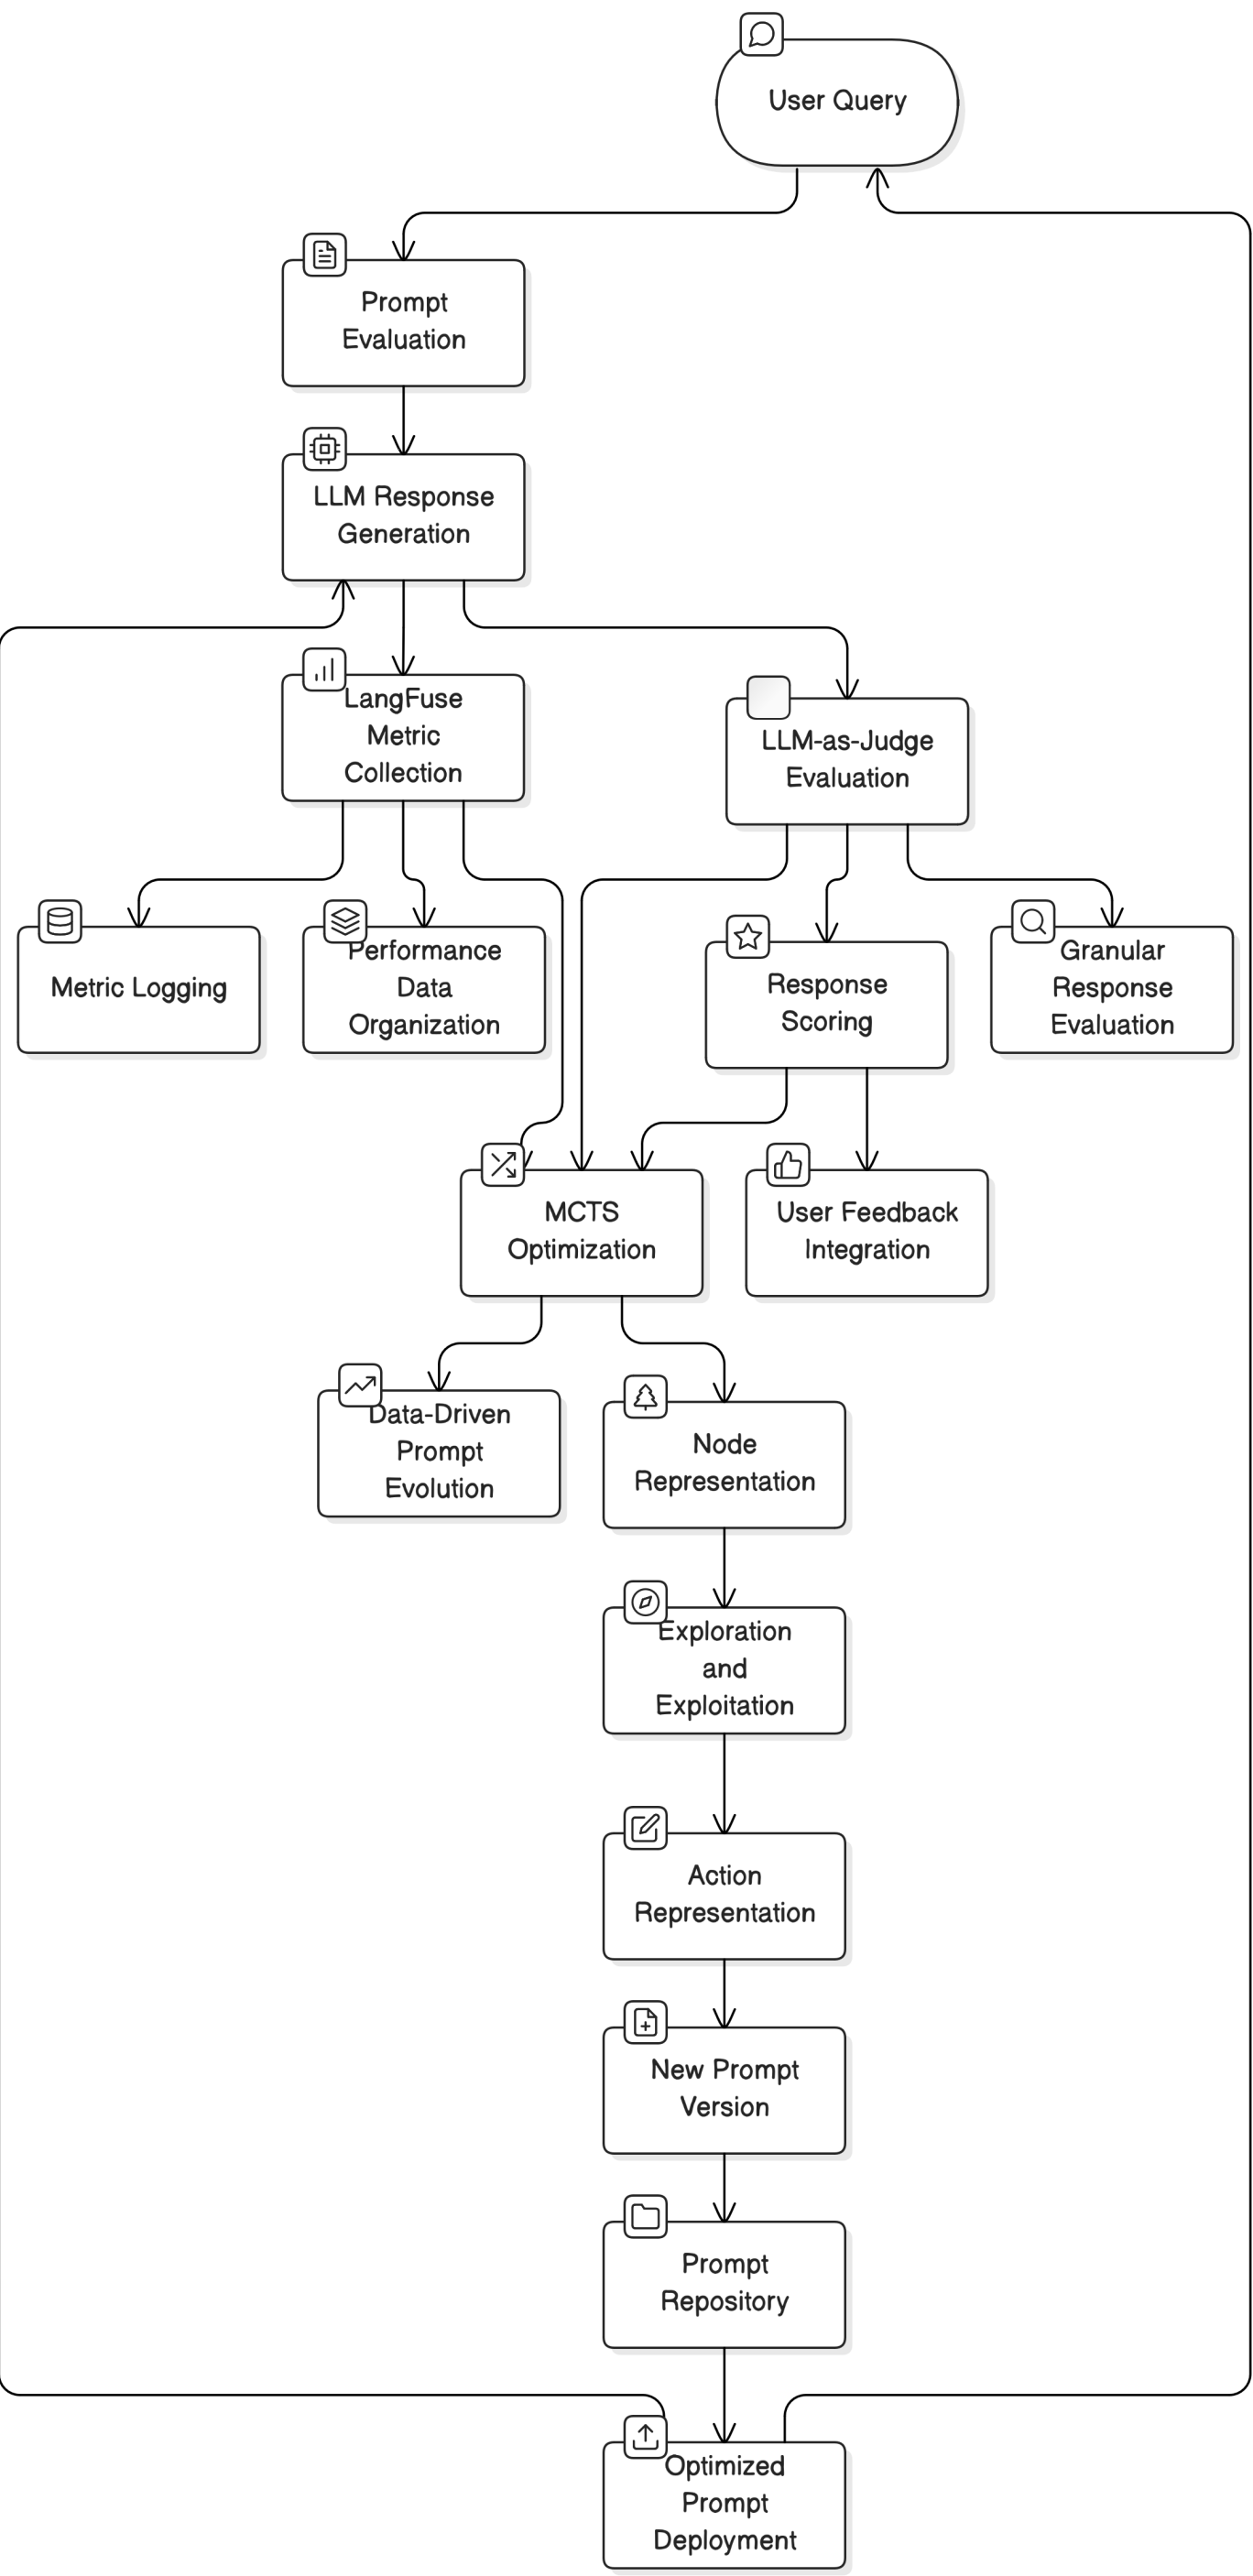 User Query
Prompt
Evaluation
LLM Response
Generation
LangFuse
Metric
Collection
LLM-as-Judge
Evaluation
Metric Logging
Performance
Data
Organization
Response
Scoring
Granular
Response
Evaluation
MCTS
Optimization
User Feedback
Integration
Data-Driven
Prompt
Evolution
Node
Representation
Exploration
and
Exploitation
Action
Representation
New Prompt
Version
Prompt
Repository
Optimized
Prompt
Deployment